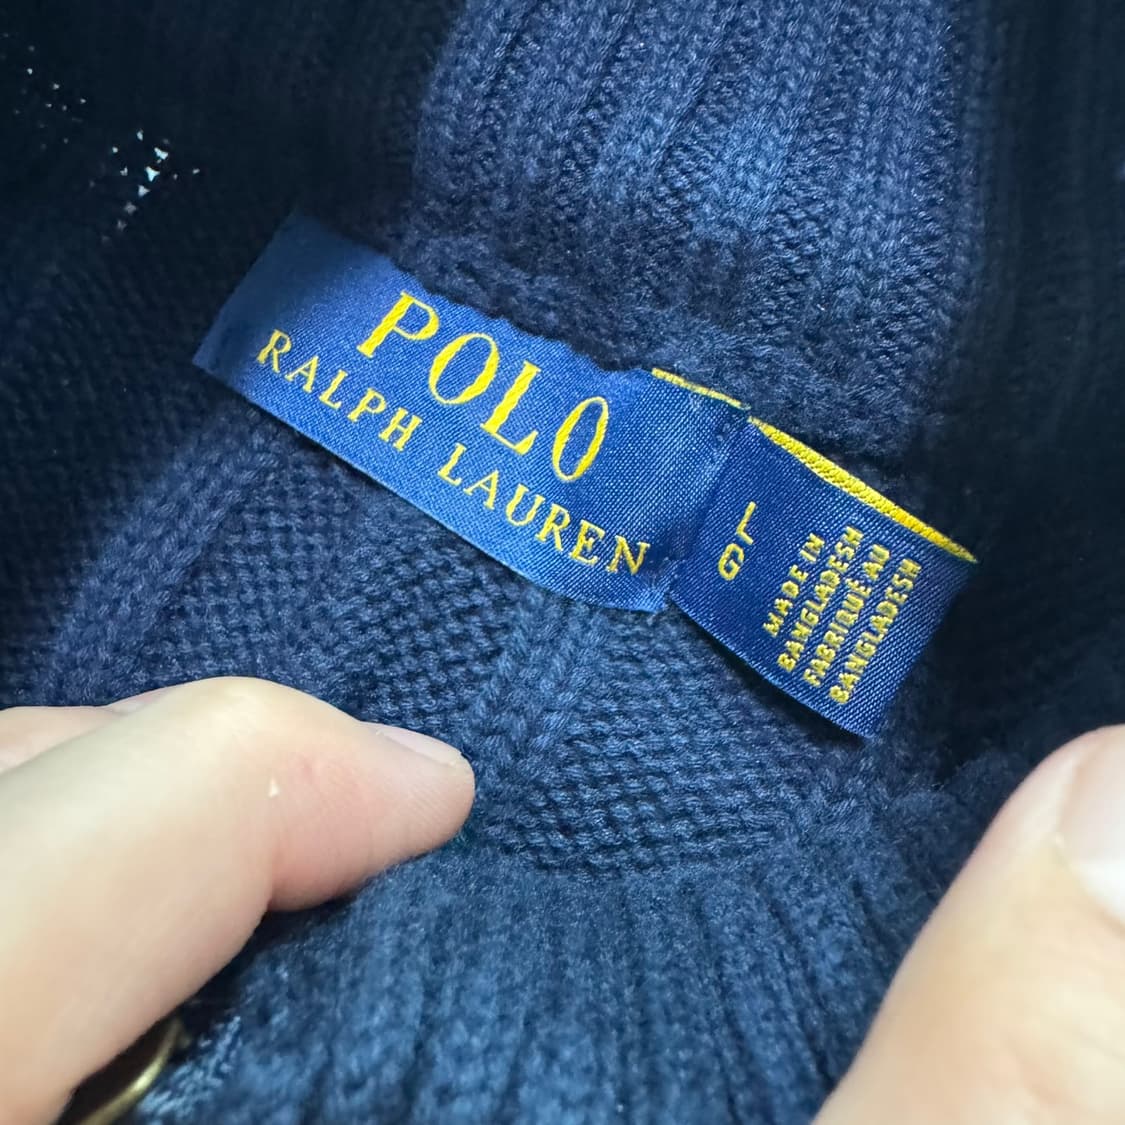 POLO
RALPH LAUREN
L
G
MADE IN
BANGLADESH
FABRIQUÉ AU
BANGLADESH